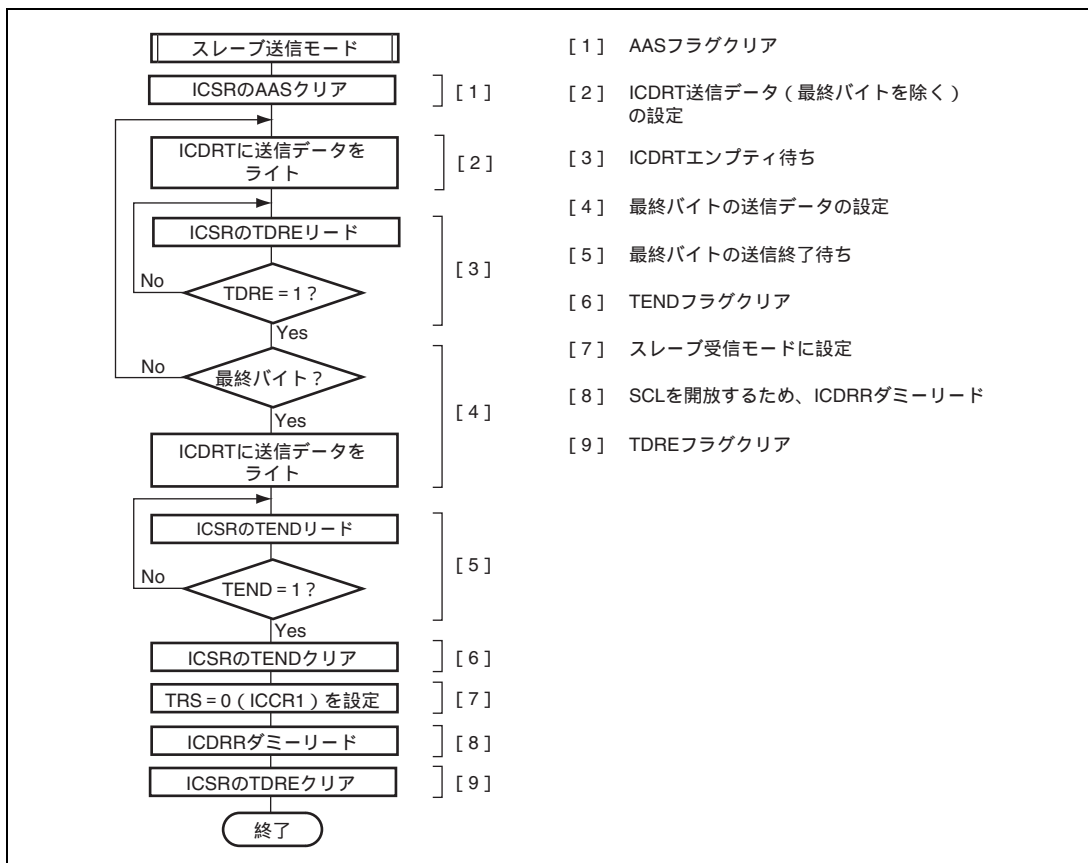 スレーブ送信モード
ICSRのAASクリア
[ 1 ]
ICDRTに送信データを
ライト
[ 2 ]
ICSRのTDREリード
No
TDRE = 1 ?
[ 3 ]
Yes
No
最終バイト ?
Yes
[ 4 ]
ICDRTに送信データを
ライト
ICSRのTENDリード
No
TEND = 1 ?
[ 5 ]
Yes
ICSRのTENDクリア
[ 6 ]
TRS = 0 ( ICCR1 ) を設定
[ 7 ]
ICDRRダミーリード
[ 8 ]
ICSRのTDREクリア
[ 9 ]
終了
[ 1 ] AASフラグクリア
[ 2 ] ICDRT送信データ ( 最終バイトを除く )
の設定
[ 3 ] ICDRTエンプティ待ち
[ 4 ] 最終バイトの送信データの設定
[ 5 ] 最終バイトの送信終了待ち
[ 6 ] TENDフラグクリア
[ 7 ] スレーブ受信モードに設定
[ 8 ] SCLを開放するため、ICDRRダミーリード
[ 9 ] TDREフラグクリア